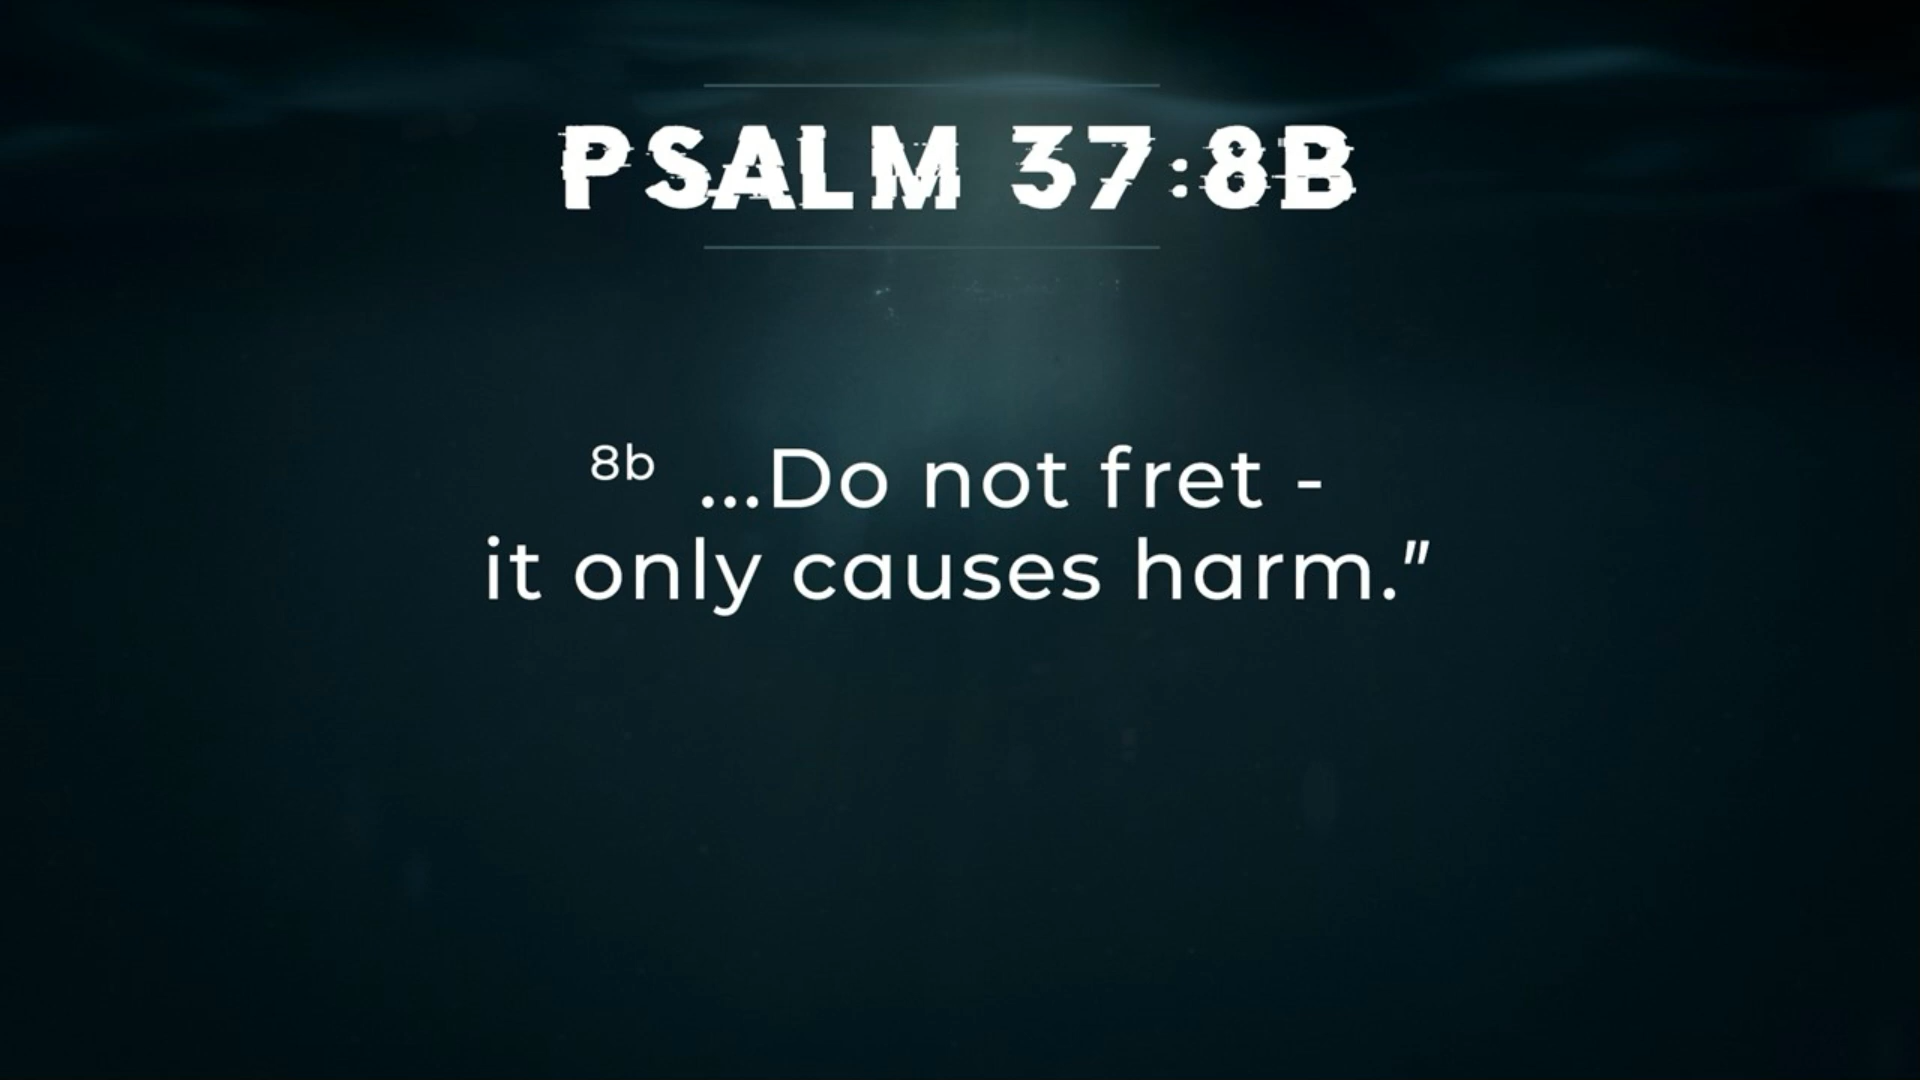 PSALM 37:8B
8b ...Do not fret -
it only causes harm."